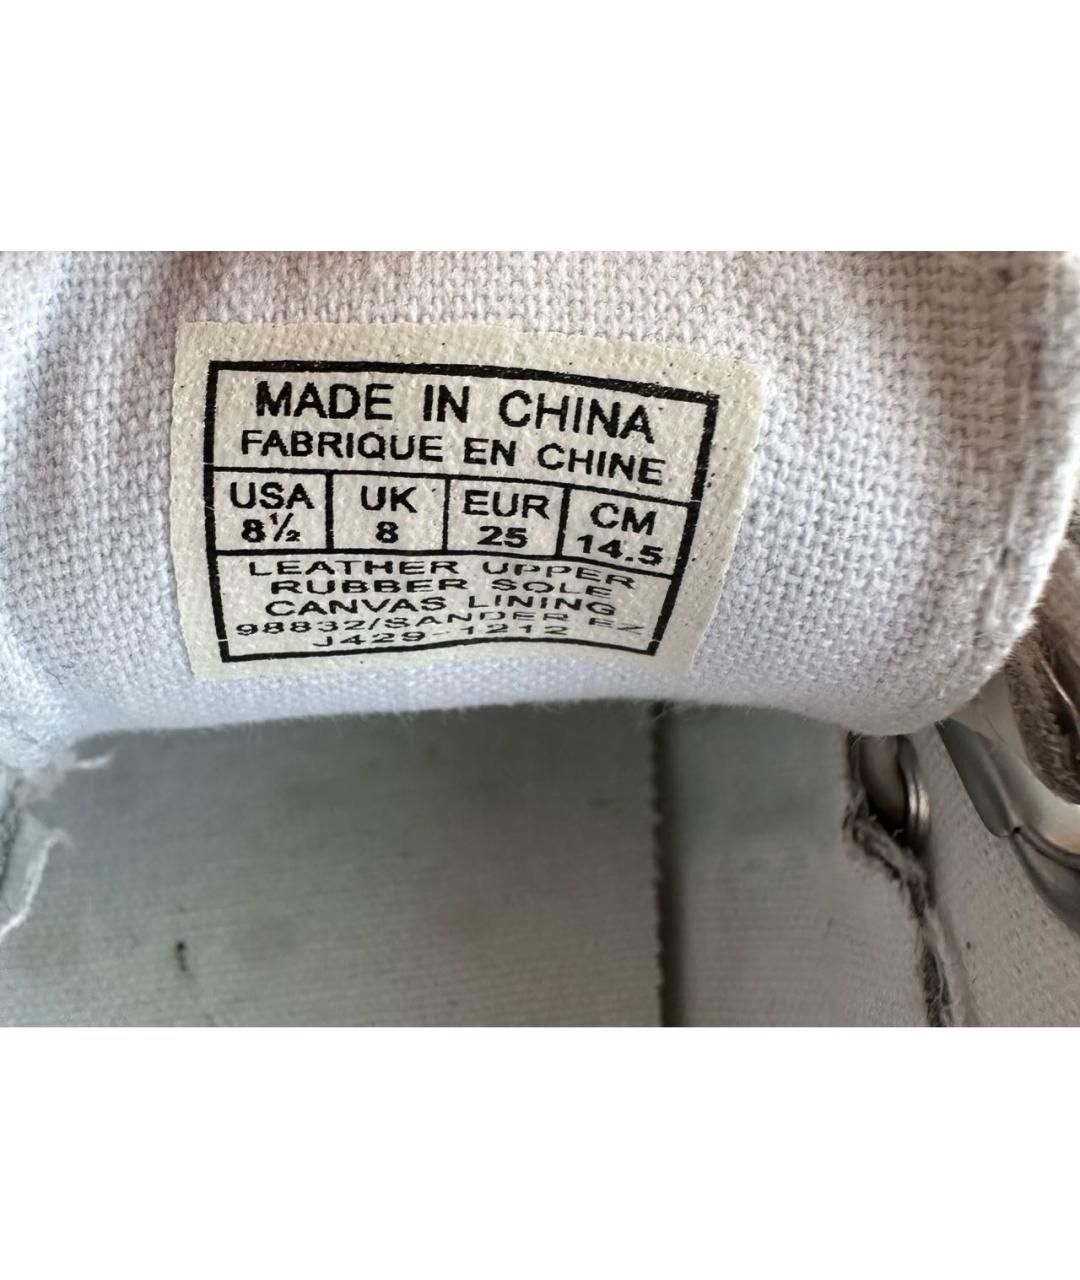 MADE IN CHINA
FABRIQUE EN CHINE
USA UK EUR CM
8½ 8 25 14.5
LEATHER UPPER
RUBBER SOLE
CANVAS LINING
98832/SANDER EZ
J429-1212